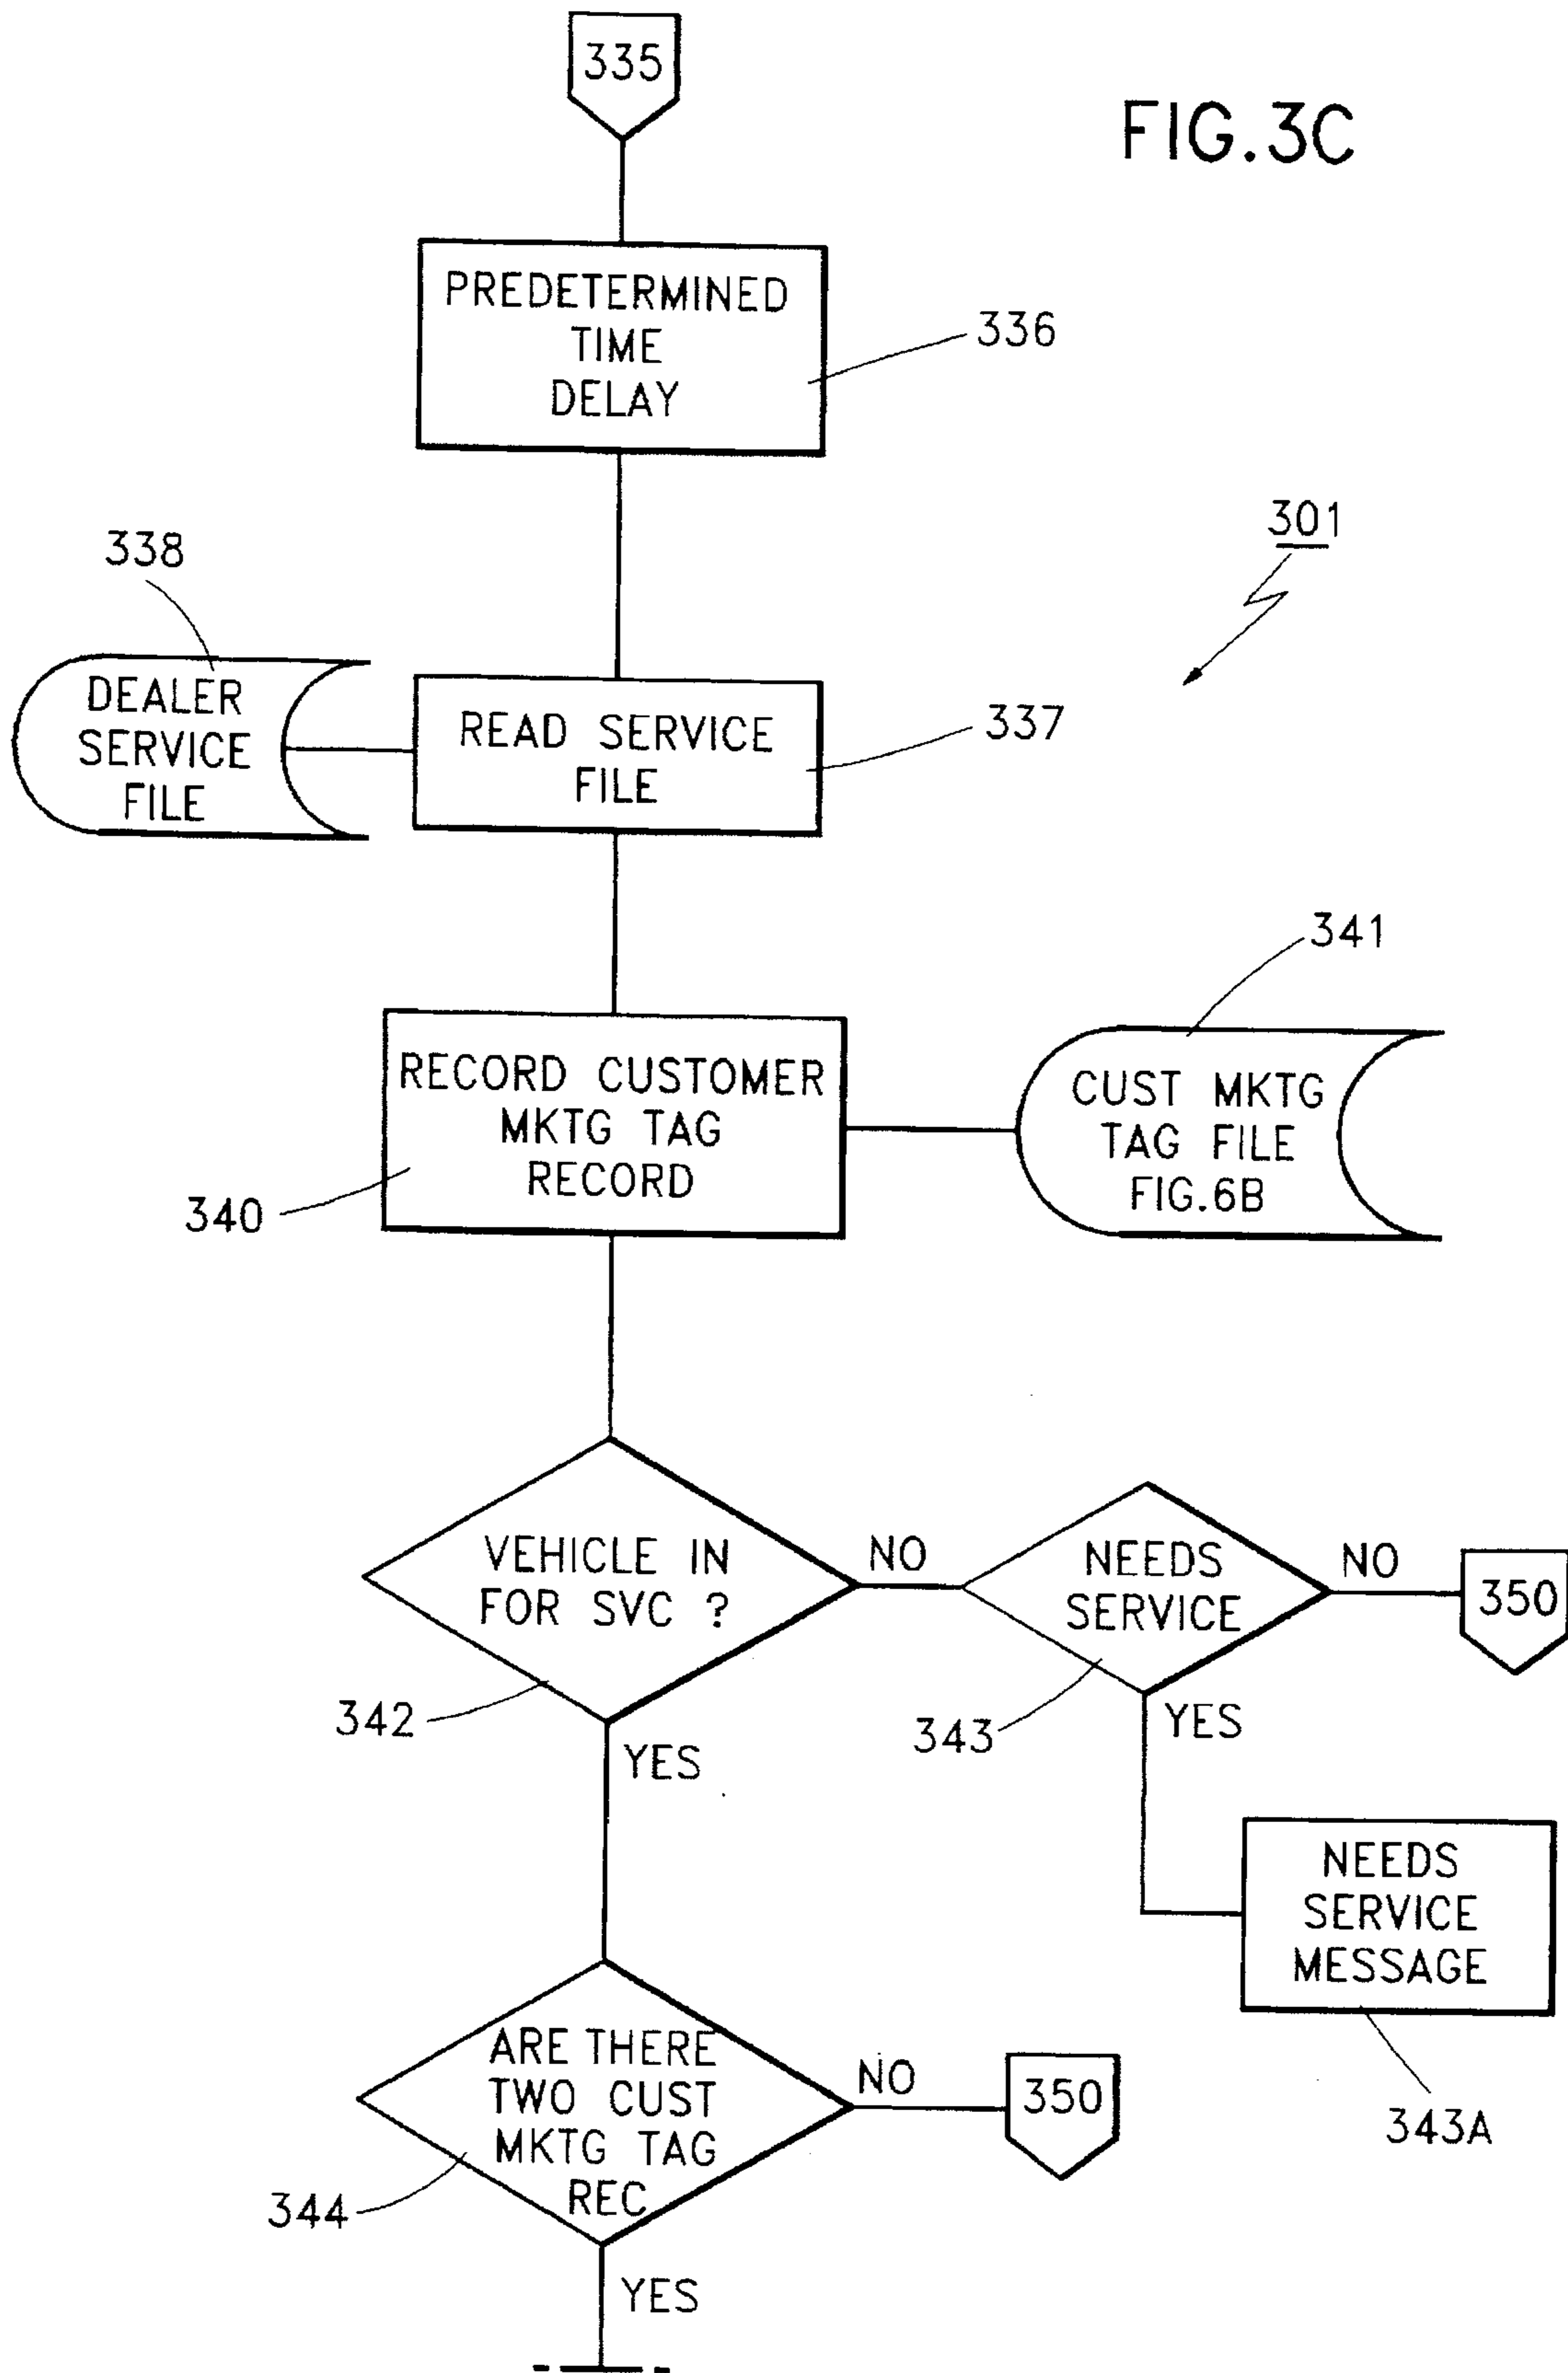 335
FIG.3C
PREDETERMINED
TIME
DELAY
336
301
338
DEALER
SERVICE
FILE
READ SERVICE
FILE
337
341
RECORD CUSTOMER
MKTG TAG
RECORD
340
CUST MKTG
TAG FILE
FIG.6B
VEHICLE IN
FOR SVC ?
NO
NEEDS
SERVICE
NO
350
342
YES
343
YES
NEEDS
SERVICE
MESSAGE
343A
ARE THERE
TWO CUST
MKTG TAG
REC
NO
350
344
YES